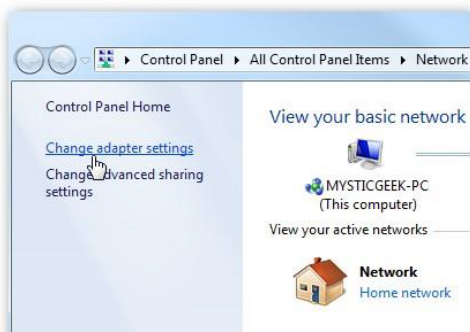 Control Panel ▸ All Control Panel Items ▸ Network
Control Panel Home
Change adapter settings
Change advanced sharing
settings
View your basic network
MYSTICGEEK-PC
(This computer)
View your active networks
Network
Home network